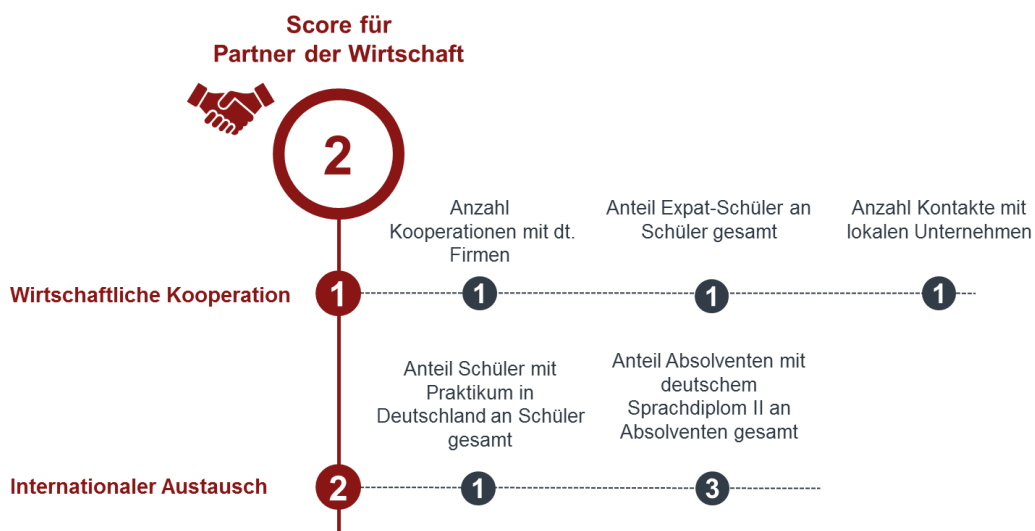 Score für
Partner der Wirtschaft
2
Anzahl
Kooperationen mit dt.
Firmen
Anteil Expat-Schüler an
Schüler gesamt
Anzahl Kontakte mit
lokalen Unternehmen
Wirtschaftliche Kooperation
1
1
1
1
Anteil Schüler mit
Praktikum in
Deutschland an Schüler
gesamt
Anteil Absolventen mit
deutschem
Sprachdiplom II an
Absolventen gesamt
Internationaler Austausch
2
1
3